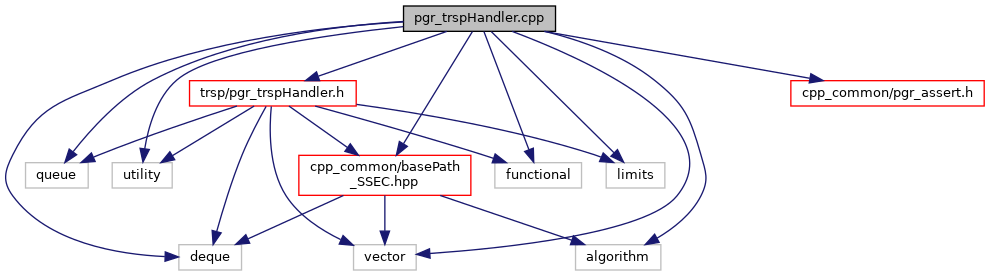 pgr_trspHandler.cpp
trsp/pgr_trspHandler.h
cpp_common/pgr_assert.h
queue
utility
cpp_common/basePath
_SSEC.hpp
functional
limits
deque
vector
algorithm